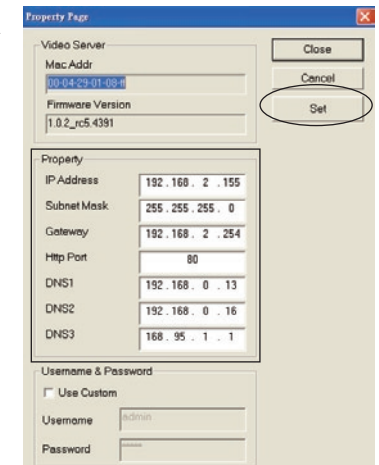 Property Page
Video Server
Close
Mac Addr
00-04-29-01-08-ff
Cancel
Firmware Version
Set
1.0.2_rc5.4391
Property
IP Address 192.168. 2 .155
Subnet Mask 255.255.255. 0
Gateway 192.168. 2 .254
Http Port 80
DNS1 192.168. 0 . 13
DNS2 192.168. 0 . 16
DNS3 168. 95 . 1 . 1
Username & Password
Use Custom
Username admin
Password *****